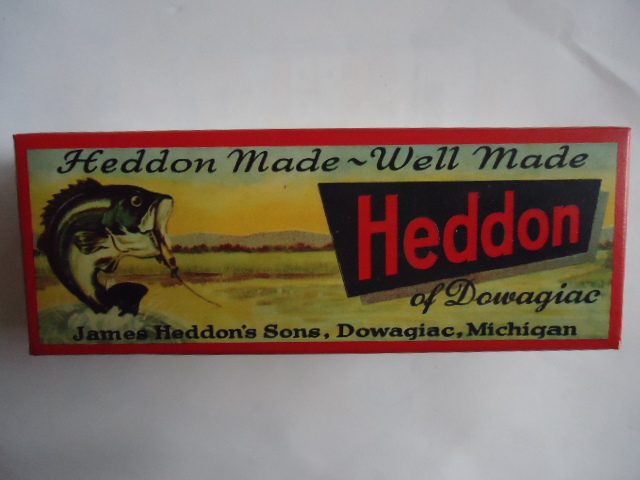 Heddon Made ~ Well Made
Heddon
of Dowagiac
James Heddon's Sons, Dowagiac, Michigan